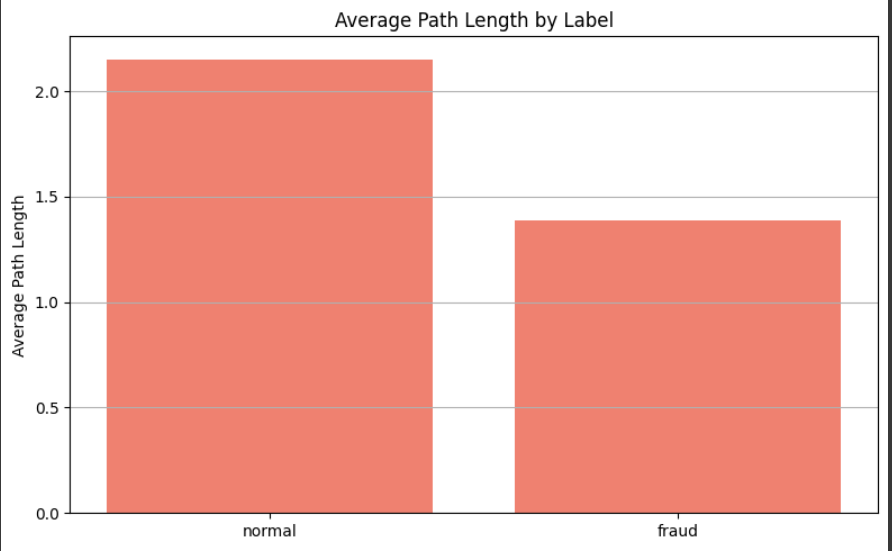 Average Path Length by Label
Average Path Length
2.0
1.5
1.0
0.5
0.0
normal
fraud